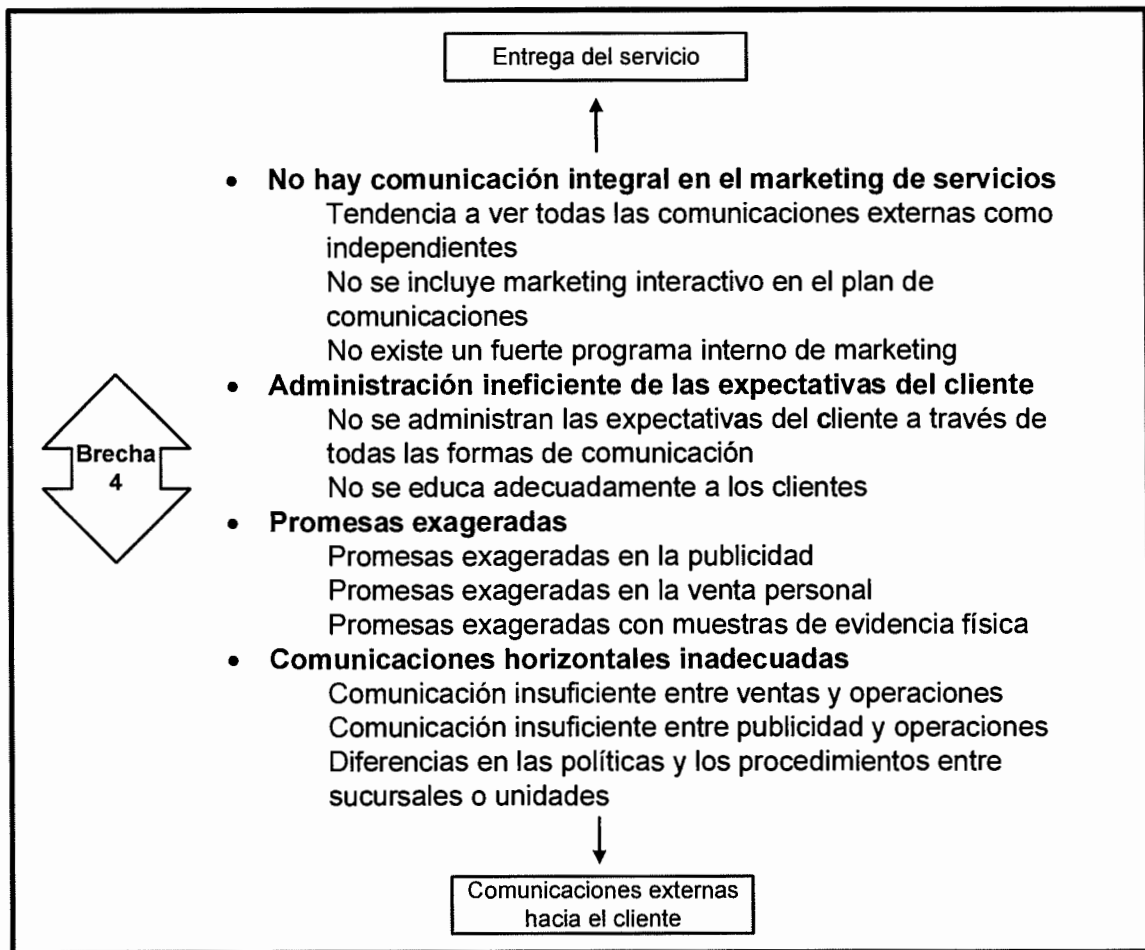 Entrega del servicio
• No hay comunicación integral en el marketing de servicios
Tendencia a ver todas las comunicaciones externas como
independientes
No se incluye marketing interactivo en el plan de
comunicaciones
No existe un fuerte programa interno de marketing
• Administración ineficiente de las expectativas del cliente
No se administran las expectativas del cliente a través de
todas las formas de comunicación
No se educa adecuadamente a los clientes
Brecha
4
• Promesas exageradas
Promesas exageradas en la publicidad
Promesas exageradas en la venta personal
Promesas exageradas con muestras de evidencia física
• Comunicaciones horizontales inadecuadas
Comunicación insuficiente entre ventas y operaciones
Comunicación insuficiente entre publicidad y operaciones
Diferencias en las políticas y los procedimientos entre
sucursales o unidades
Comunicaciones externas
hacia el cliente